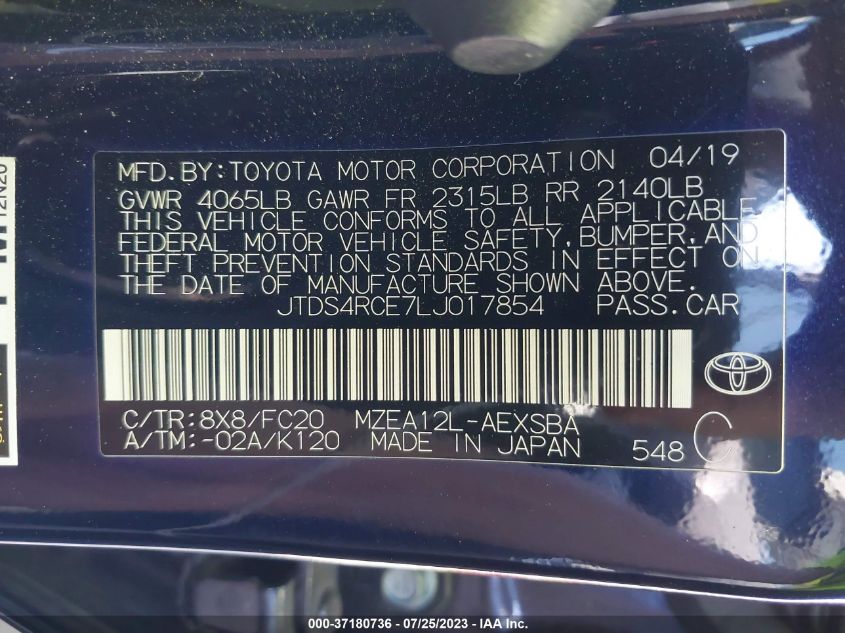 MFD.BY:TOYOTA MOTOR CORPORATION 04/19
GVWR 4065LB GAWR FR 2315LB RR 2140LB
THIS VEHICLE CONFORMS TO ALL APPLICABLE
FEDERAL MOTOR VEHICLE SAFETY,BUMPER,AND
THEFT PREVENTION STANDARDS IN EFFECT ON
THE DATE OF MANUFACTURE SHOWN ABOVE.
JTDS4RCE7LJ017854 PASS.CAR
C/TR:8X8/FC20 MZEA12L-AEXSBA
A/TM:-02A/K120 MADE IN JAPAN 548 C
12N20
000-37180736 / 07/25/2023 - IAA Inc.